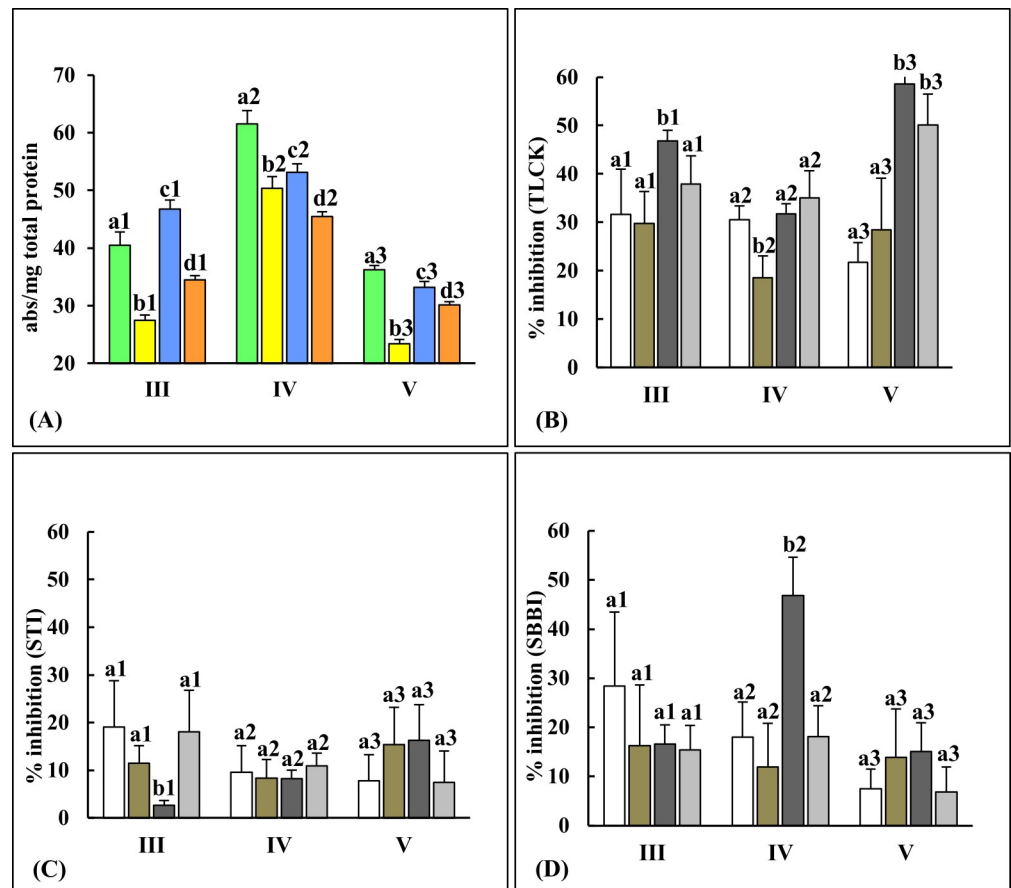 70
60
50
40
30
20
abs/mg total protein
a1
b1
c1
d1
a2
b2
c2
d2
a3
b3
c3
d3
III
IV
V
(A)
60
50
40
30
20
10
0
% inhibition (TLCK)
a1
a1
b1
a1
a2
b2
a2
a2
a3
a3
b3
b3
III
IV
V
(B)
60
50
40
30
20
10
0
% inhibition (STI)
a1
a1
b1
a1
a2
a2
a2
a2
a3
a3
a3
a3
III
IV
V
(C)
60
50
40
30
20
10
0
% inhibition (SBBI)
a1
a1
a1
a1
a2
a2
b2
a2
a3
a3
a3
a3
III
IV
V
(D)